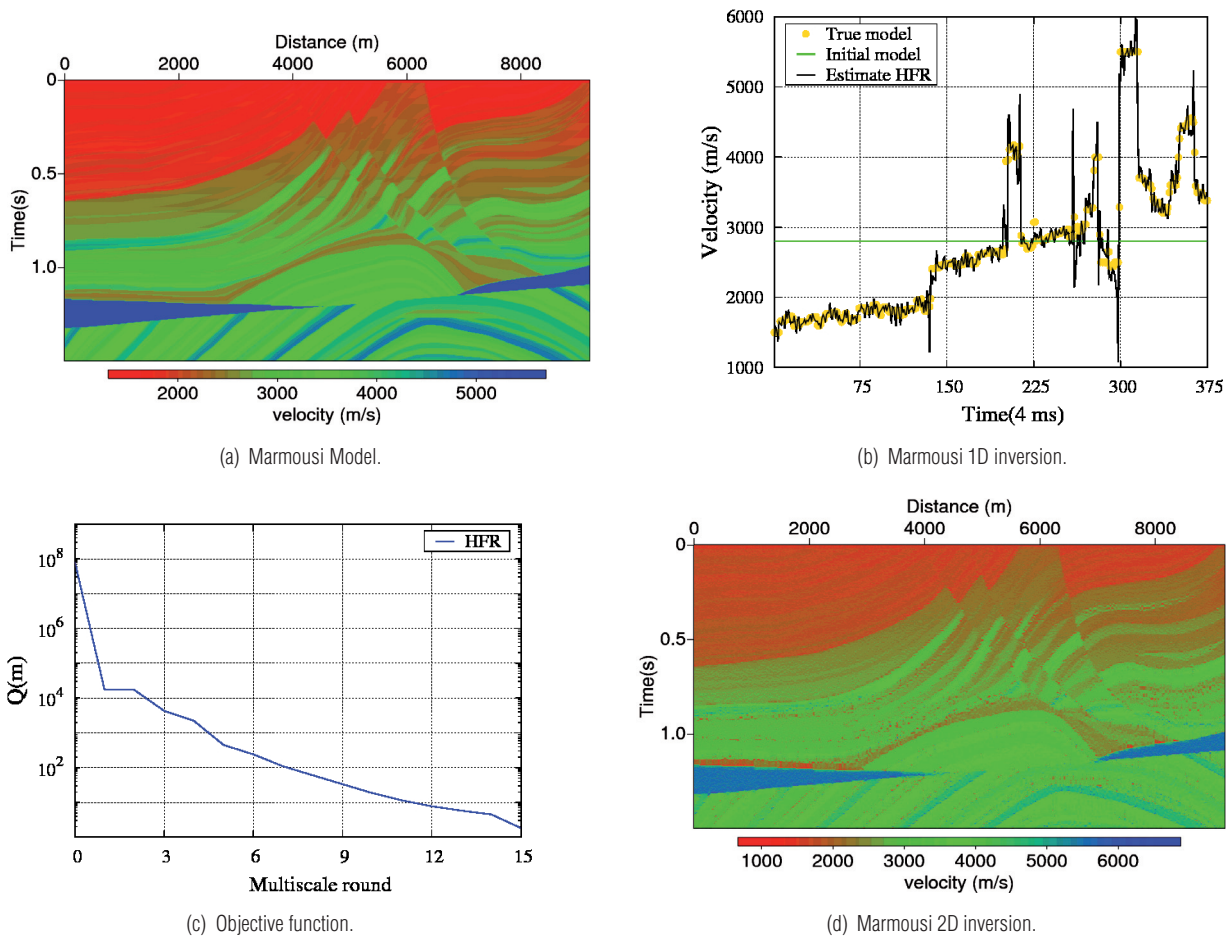 Distance (m)
0 2000 4000 6000 8000
0
0.5
1.0
Time(s)
2000 3000 4000 5000
velocity (m/s)
(a) Marmousi Model.
6000
5000
4000
3000
2000
1000
Velocity (m/s)
True model
Initial model
Estimate HFR
75 150 225 300 375
Time(4 ms)
(b) Marmousi 1D inversion.
10^8
10^6
10^4
10^2
Q(m)
HFR
0 3 6 9 12 15
Multiscale round
(c) Objective function.
Distance (m)
0 2000 4000 6000 8000
0
0.5
1.0
Time(s)
1000 2000 3000 4000 5000 6000
velocity (m/s)
(d) Marmousi 2D inversion.